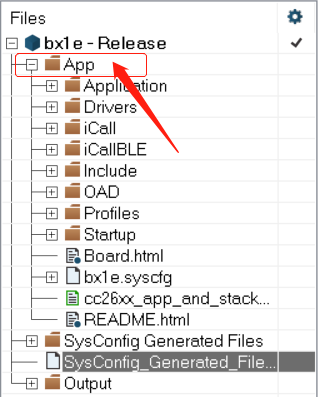 Files
bx1e - Release
App
Application
Drivers
iCall
iCallBLE
Include
OAD
Profiles
Startup
Board.html
bx1e.syscfg
cc26xx_app_and_stack...
README.html
SysConfig Generated Files
SysConfig_Generated_File...
Output